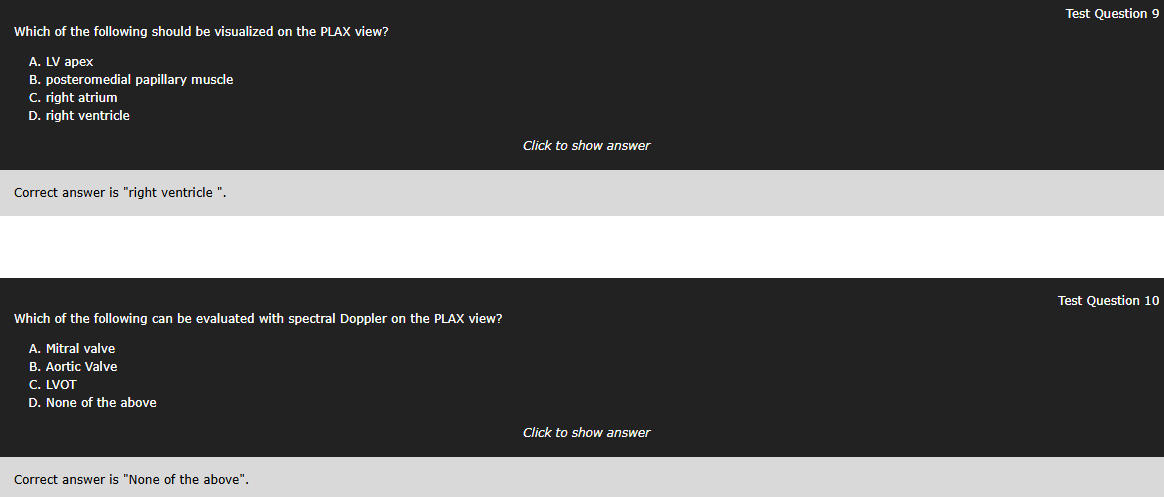 Test Question 9
Which of the following should be visualized on the PLAX view?
A. LV apex
B. posteromedial papillary muscle
C. right atrium
D. right ventricle
Click to show answer
Correct answer is "right ventricle ".
Test Question 10
Which of the following can be evaluated with spectral Doppler on the PLAX view?
A. Mitral valve
B. Aortic Valve
C. LVOT
D. None of the above
Click to show answer
Correct answer is "None of the above".